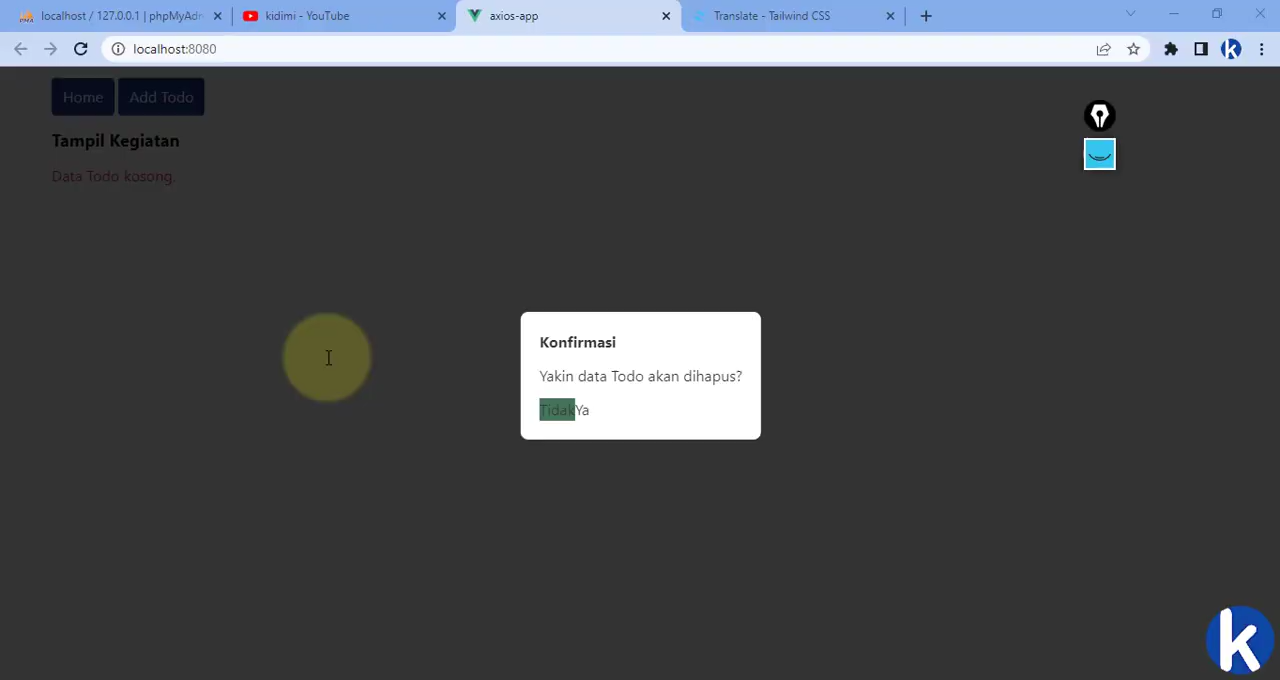 localhost / 127.0.0.1 | phpMyAdr
kidimi - YouTube
axios-app
Translate - Tailwind CSS
localhost:8080
k
Home
Add Todo
Tampil Kegiatan
Data Todo kosong.
Konfirmasi
Yakin data Todo akan dihapus?
TidakYa
k